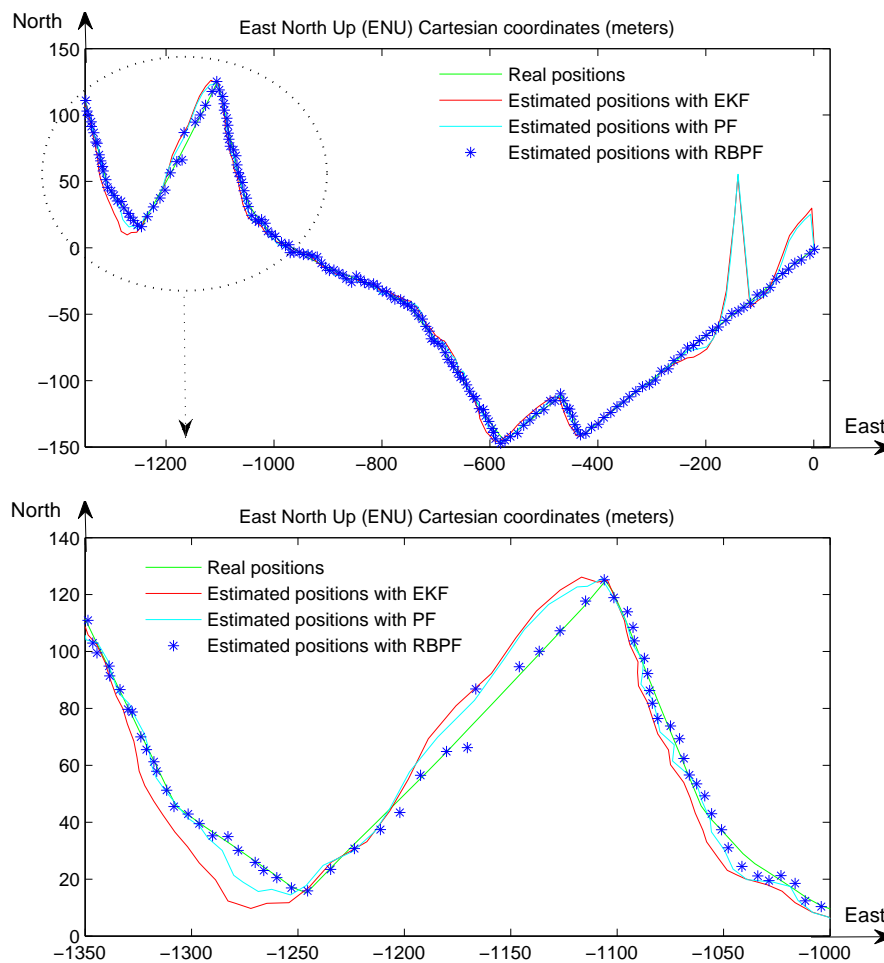 North
East North Up (ENU) Cartesian coordinates (meters)
150
100
50
0
−50
−100
−150
Real positions
Estimated positions with EKF
Estimated positions with PF
Estimated positions with RBPF
East
−1200 −1000 −800 −600 −400 −200 0
North
East North Up (ENU) Cartesian coordinates (meters)
140
120
100
80
60
40
20
0
Real positions
Estimated positions with EKF
Estimated positions with PF
Estimated positions with RBPF
East
−1350 −1300 −1250 −1200 −1150 −1100 −1050 −1000